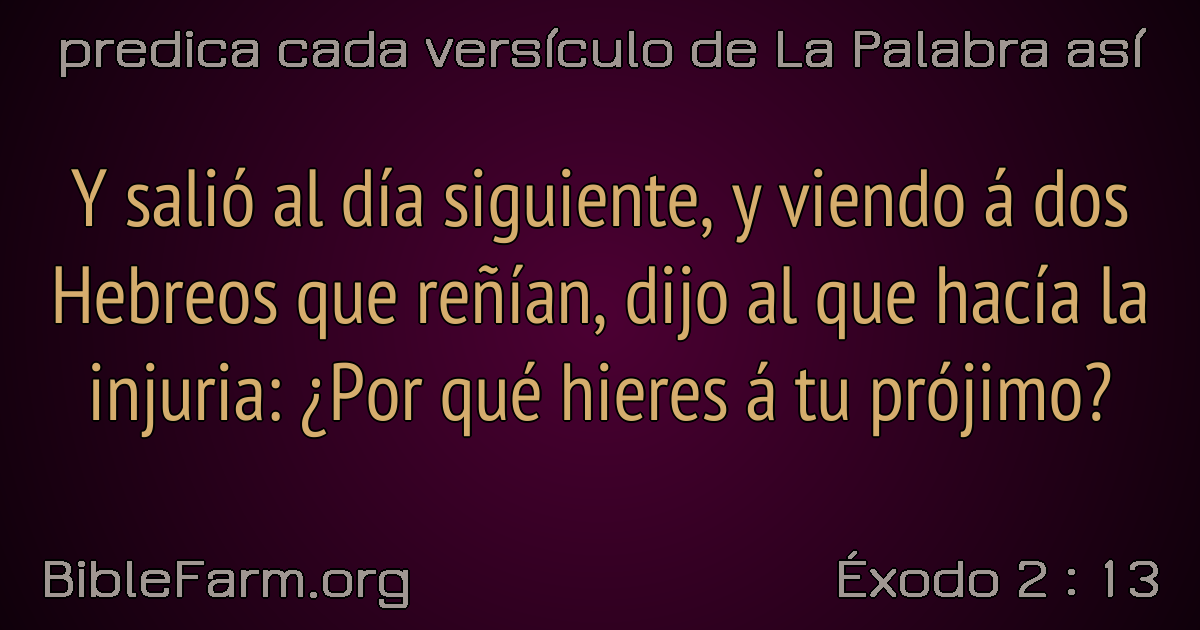 predica cada versículo de La Palabra así
Y salió al día siguiente, y viendo á dos
Hebreos que reñían, dijo al que hacía la
injuria: ¿Por qué hieres á tu prójimo?
BibleFarm.org
Éxodo 2 : 13